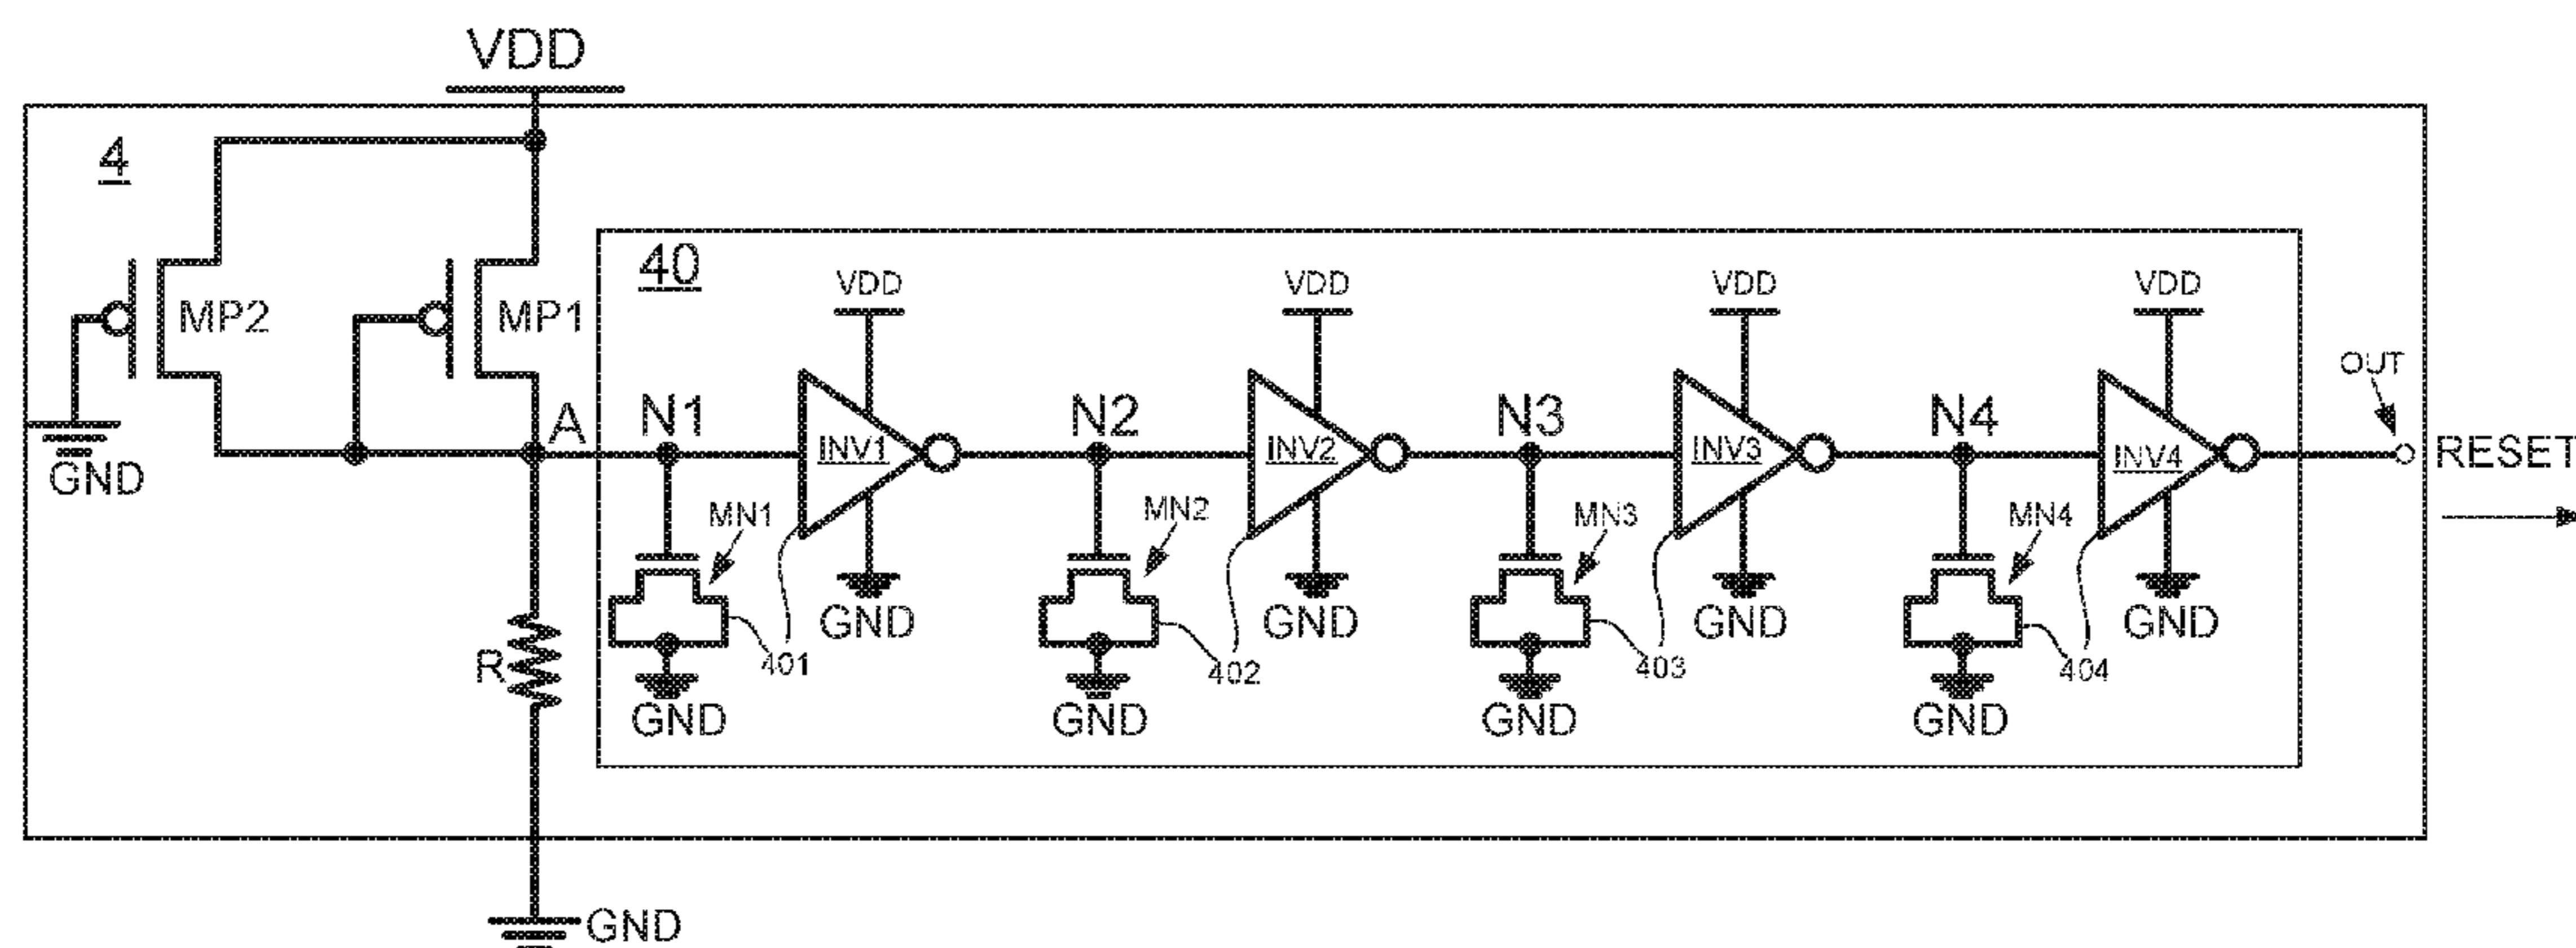 VDD
4
40
MP2
MP1
VDD
VDD
VDD
VDD
OUT
A
N1
N2
N3
N4
INV1
INV2
INV3
INV4
RESET
GND
MN1
MN2
MN3
MN4
GND
GND
GND
GND
R
401
402
403
404
GND
GND
GND
GND
GND